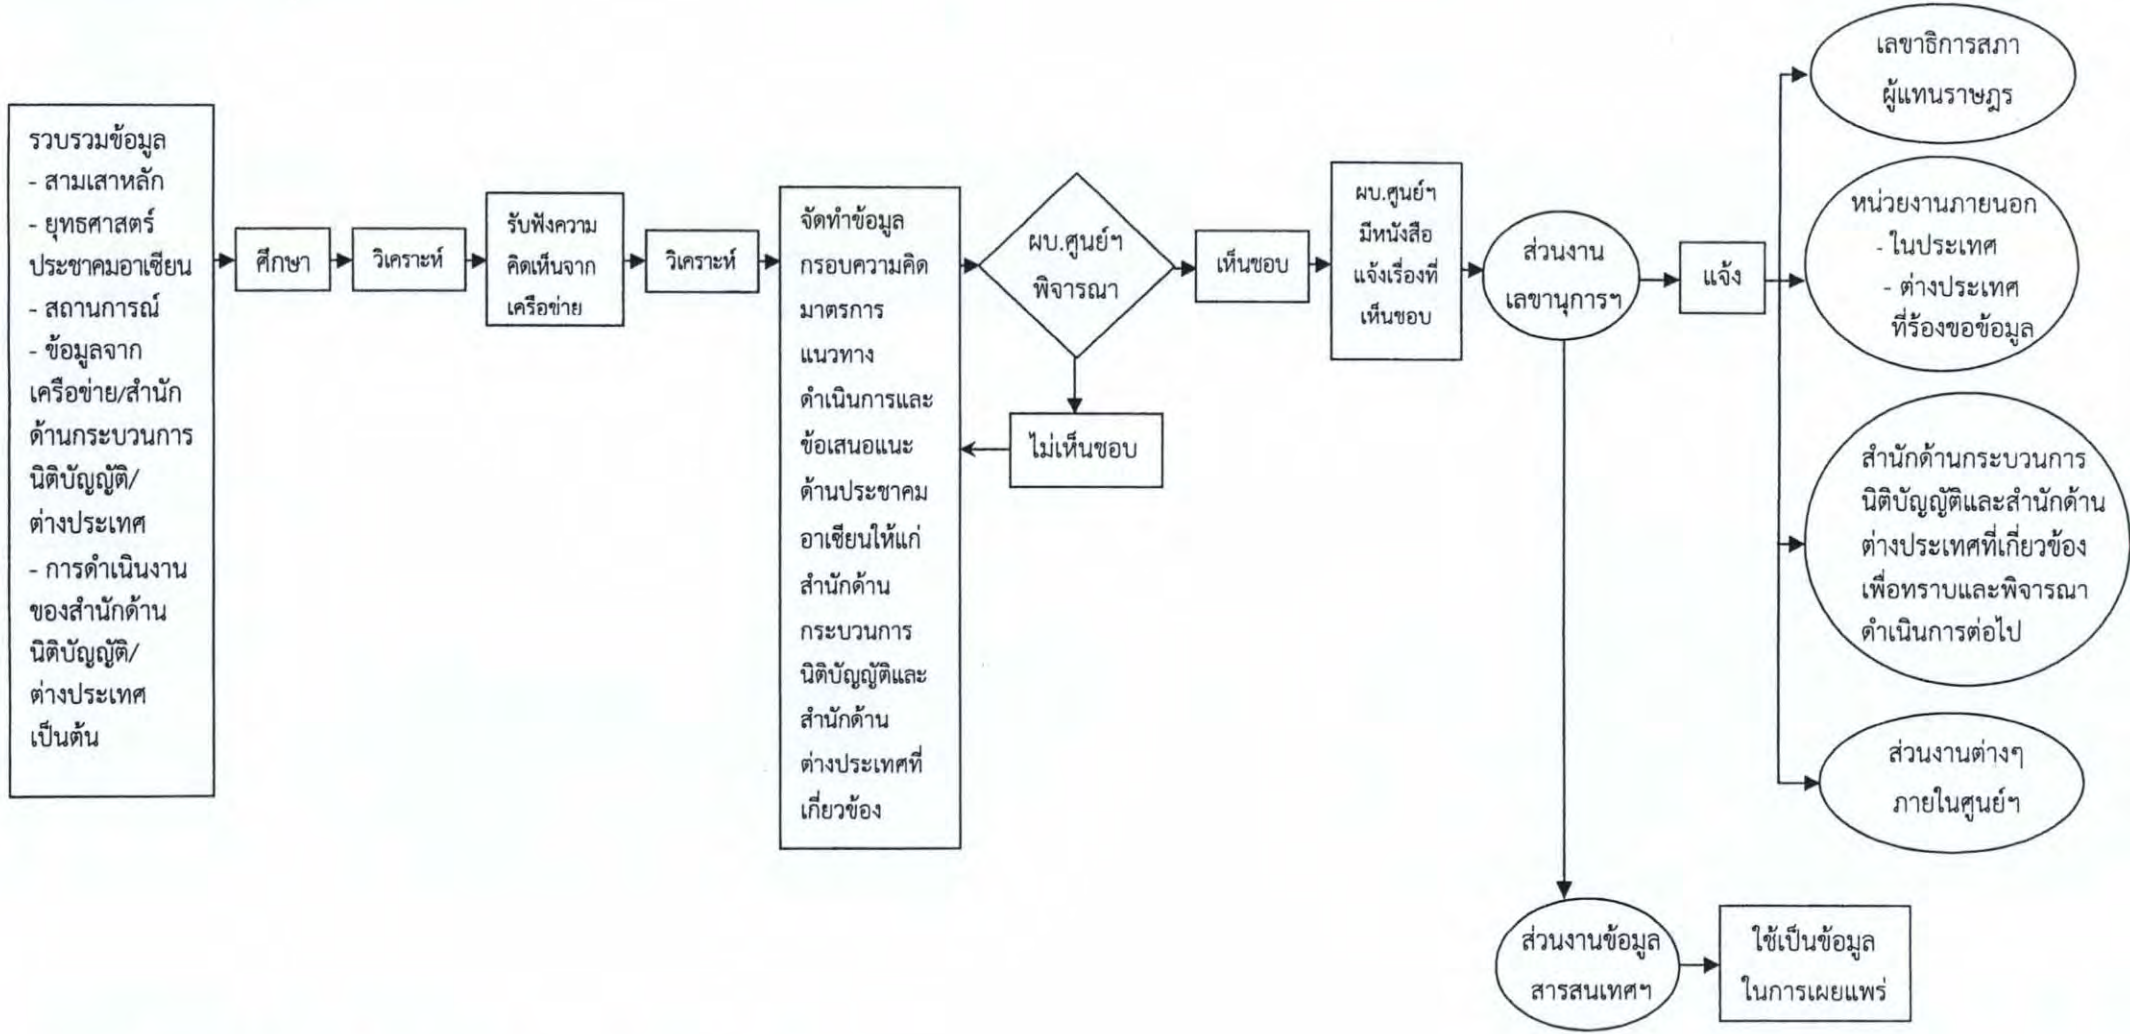 รวบรวมข้อมูล
- สามเสาหลัก
- ยุทธศาสตร์
ประชาคมอาเซียน
- สถานการณ์
- ข้อมูลจาก
เครือข่าย/สำนัก
ด้านกระบวนการ
นิติบัญญัติ/
ต่างประเทศ
- การดำเนินงาน
ของสำนักด้าน
นิติบัญญัติ/
ต่างประเทศ
เป็นต้น
ศึกษา
วิเคราะห์
รับฟังความ
คิดเห็นจาก
เครือข่าย
วิเคราะห์
จัดทำข้อมูล
กรอบความคิด
มาตรการ
แนวทาง
ดำเนินการและ
ข้อเสนอแนะ
ด้านประชาคม
อาเซียนให้แก่
สำนักด้าน
กระบวนการ
นิติบัญญัติและ
สำนักด้าน
ต่างประเทศที่
เกี่ยวข้อง
ผบ.ศูนย์ฯ
พิจารณา
ไม่เห็นชอบ
เห็นชอบ
ผบ.ศูนย์ฯ
มีหนังสือ
แจ้งเรื่องที่
เห็นชอบ
ส่วนงาน
เลขานุการฯ
แจ้ง
เลขาธิการสภา
ผู้แทนราษฎร
หน่วยงานภายนอก
- ในประเทศ
- ต่างประเทศ
ที่ร้องขอข้อมูล
สำนักด้านกระบวนการ
นิติบัญญัติและสำนักด้าน
ต่างประเทศที่เกี่ยวข้อง
เพื่อทราบและพิจารณา
ดำเนินการต่อไป
ส่วนงานต่างๆ
ภายในศูนย์ฯ
ส่วนงานข้อมูล
สารสนเทศฯ
ใช้เป็นข้อมูล
ในการเผยแพร่